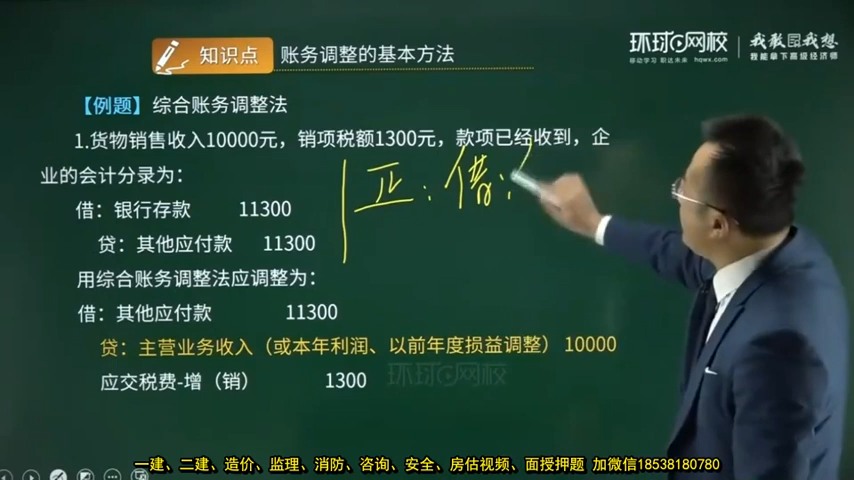 知识点 账务调整的基本方法
环球网校
移动学习 职达未来 hqwx.com
我敢 我想
我能拿下高级经济师
【例题】综合账务调整法
1.货物销售收入10000元，销项税额1300元，款项已经收到，企
业的会计分录为：
正：借：
借：银行存款 11300
贷：其他应付款 11300
用综合账务调整法应调整为：
借：其他应付款 11300
贷：主营业务收入（或本年利润、以前年度损益调整） 10000
应交税费-增（销） 1300
环球网校
一建、二建、造价、监理、消防、咨询、安全、房估视频、面授押题 加微信18538180780